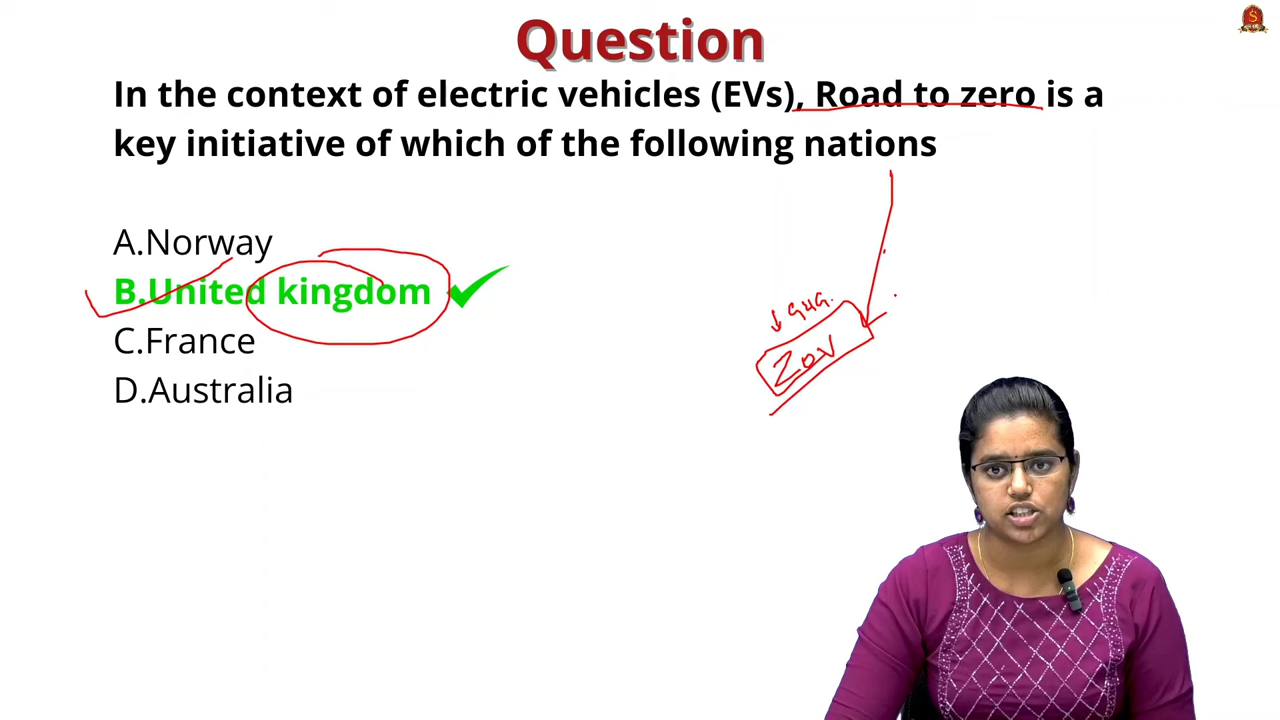 Question
In the context of electric vehicles (EVs), Road to zero is a
key initiative of which of the following nations
A.Norway
B.United kingdom
C.France
D.Australia